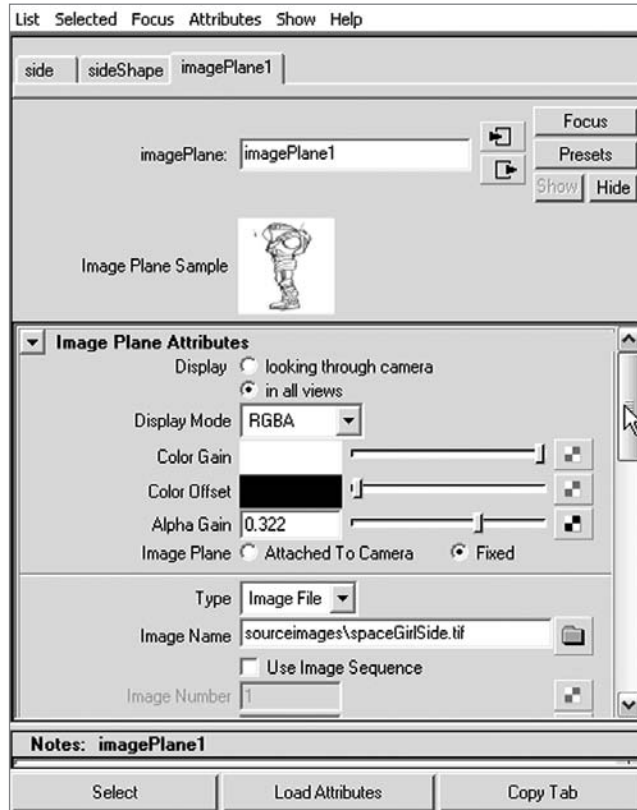 List Selected Focus Attributes Show Help
side sideShape imagePlane1
Focus
imagePlane: imagePlane1
Presets
Show Hide
Image Plane Sample
Image Plane Attributes
Display looking through camera
in all views
Display Mode RGBA
Color Gain
Color Offset
Alpha Gain 0.322
Image Plane Attached To Camera Fixed
Type Image File
Image Name sourceimages\spaceGirlSide.tif
Use Image Sequence
Image Number 1
Notes: imagePlane1
Select Load Attributes Copy Tab